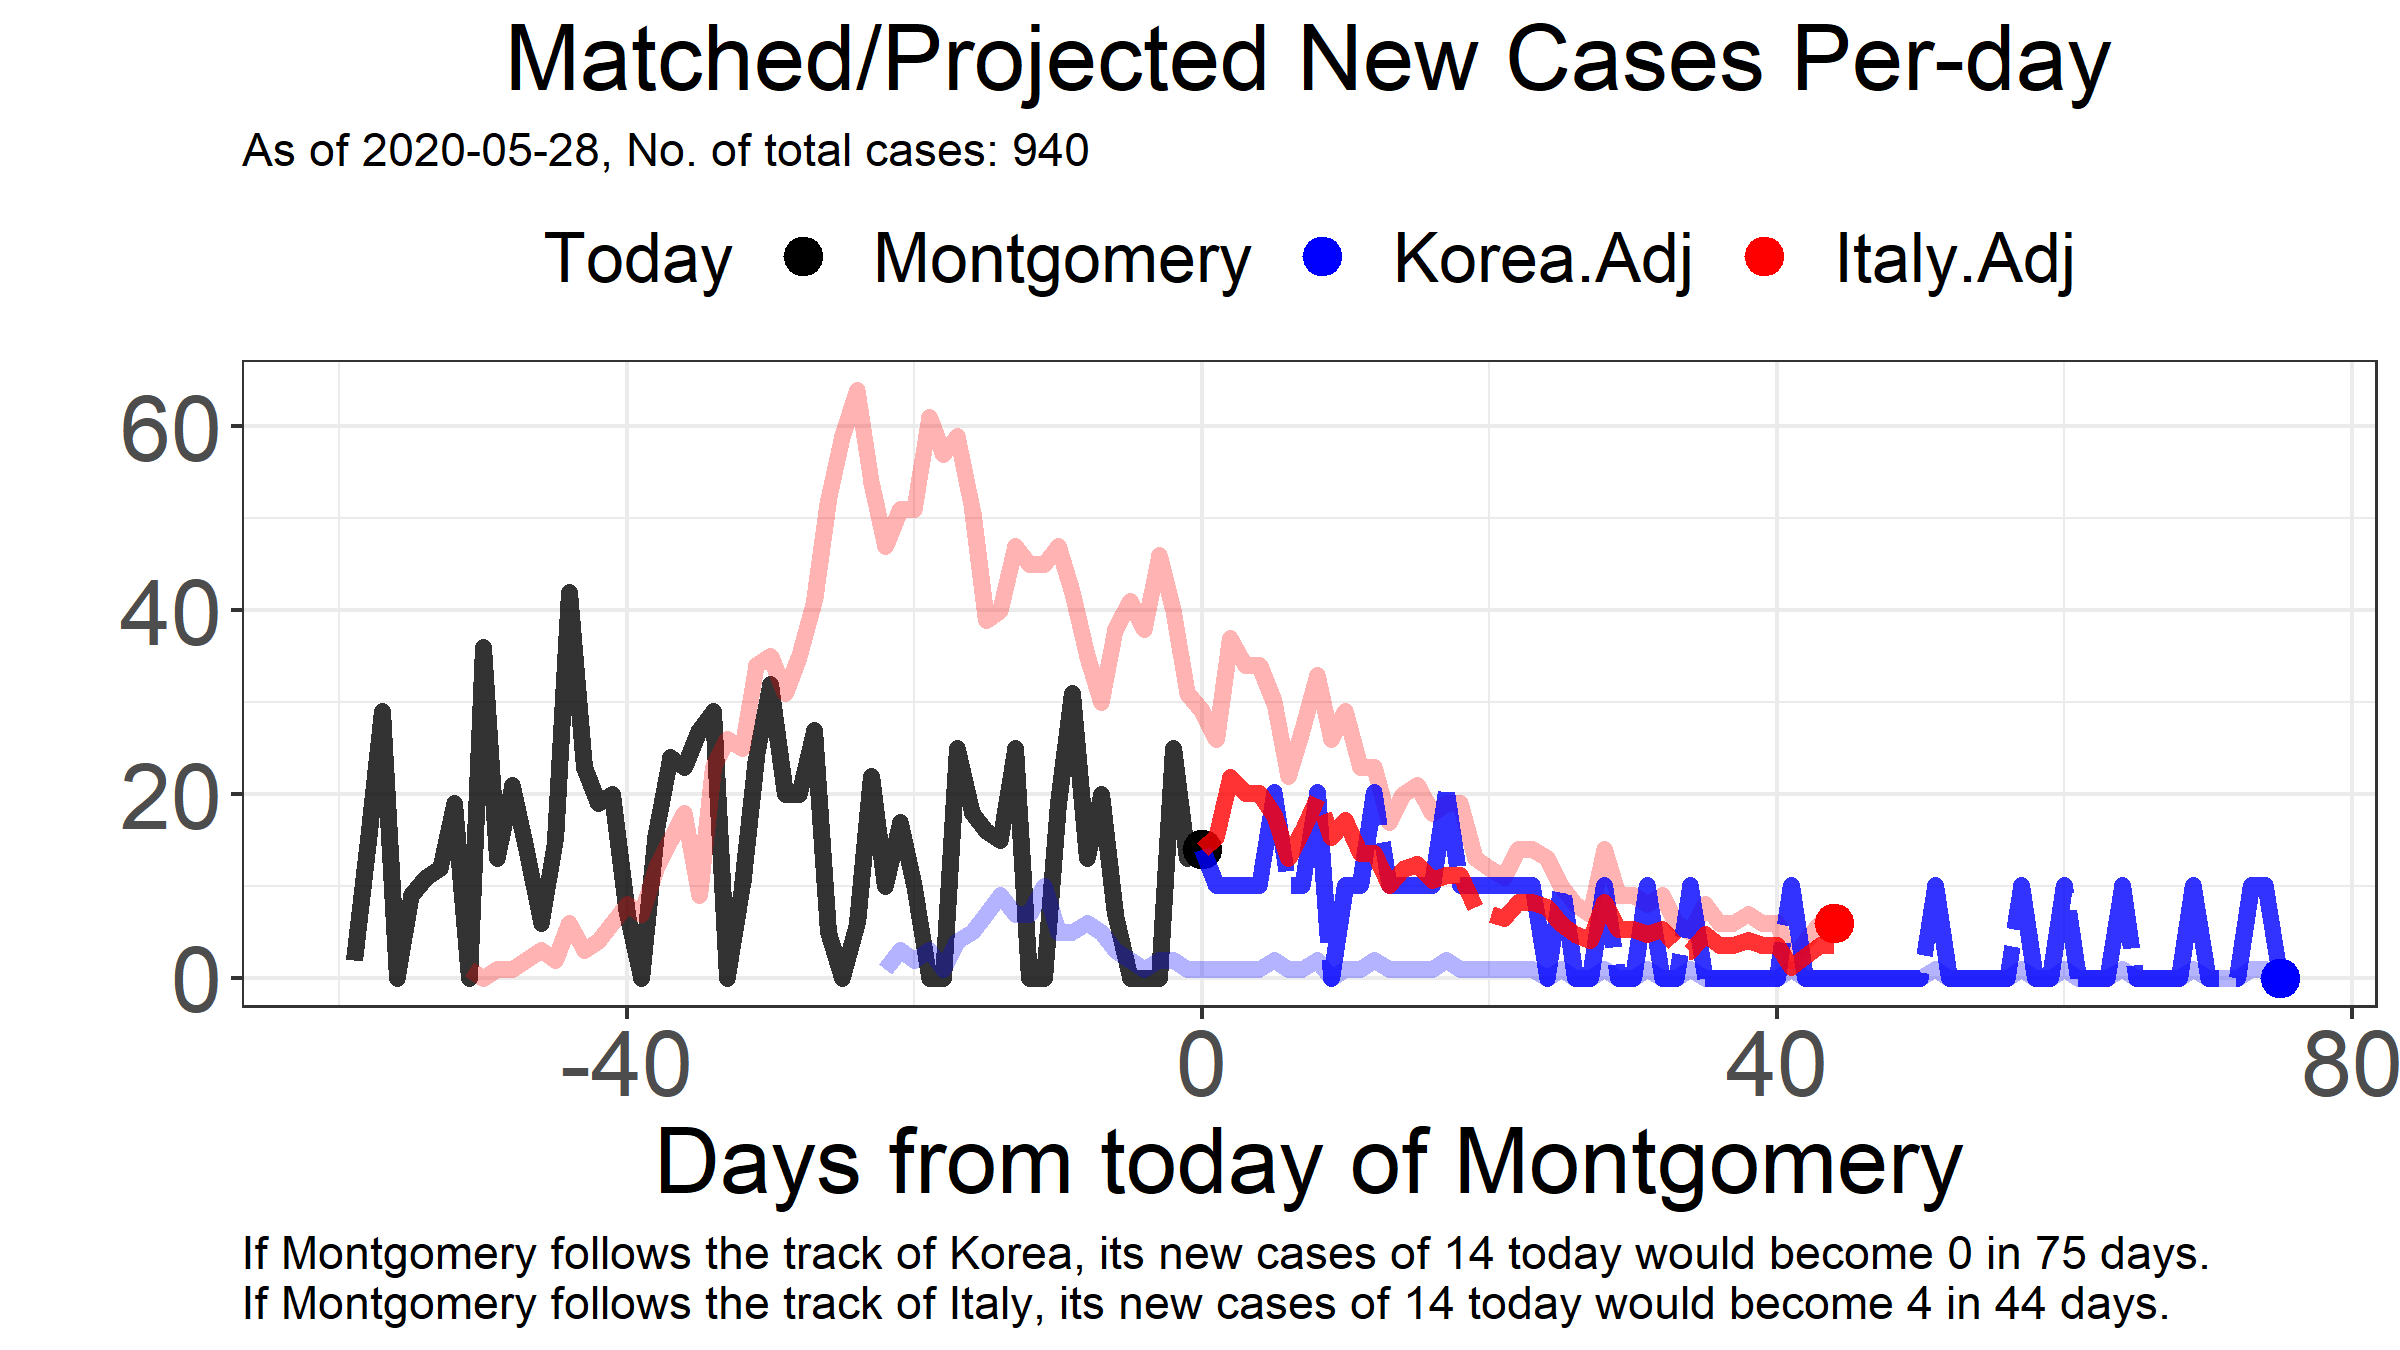 Matched/Projected New Cases Per-day
As of 2020-05-28, No. of total cases: 940
Today Montgomery Korea.Adj Italy.Adj
60
40
20
0
-40 0 40 80
Days from today of Montgomery
If Montgomery follows the track of Korea, its new cases of 14 today would become 0 in 75 days.
If Montgomery follows the track of Italy, its new cases of 14 today would become 4 in 44 days.